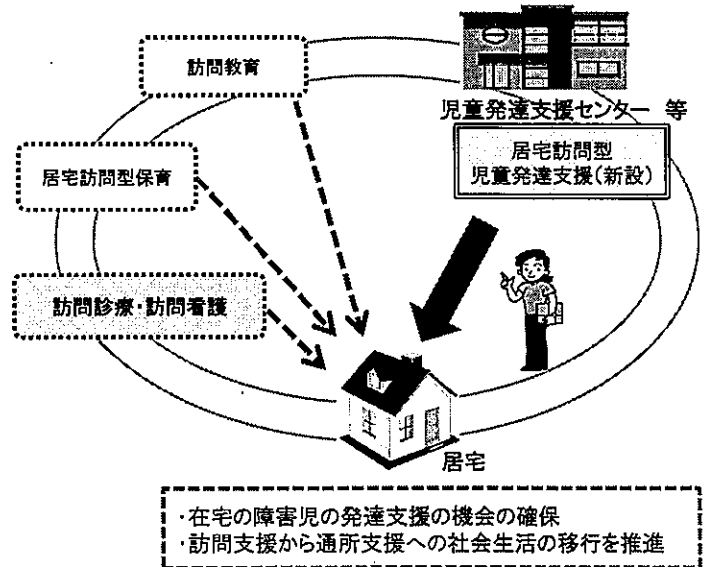 訪問教育
児童発達支援センター 等
居宅訪問型
児童発達支援(新設)
居宅訪問型保育
訪問診療・訪問看護
居宅
・在宅の障害児の発達支援の機会の確保
・訪問支援から通所支援への社会生活の移行を推進